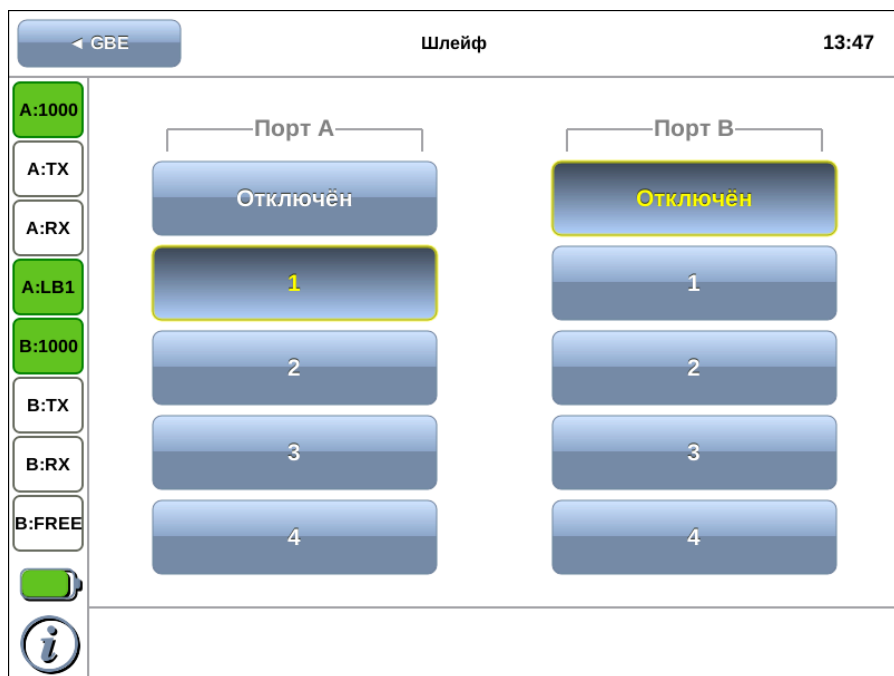 ◄ GBE
Шлейф
13:47
A:1000
A:TX
A:RX
A:LB1
B:1000
B:TX
B:RX
B:FREE
Порт A
Отключён
1
2
3
4
Порт B
Отключён
1
2
3
4
i